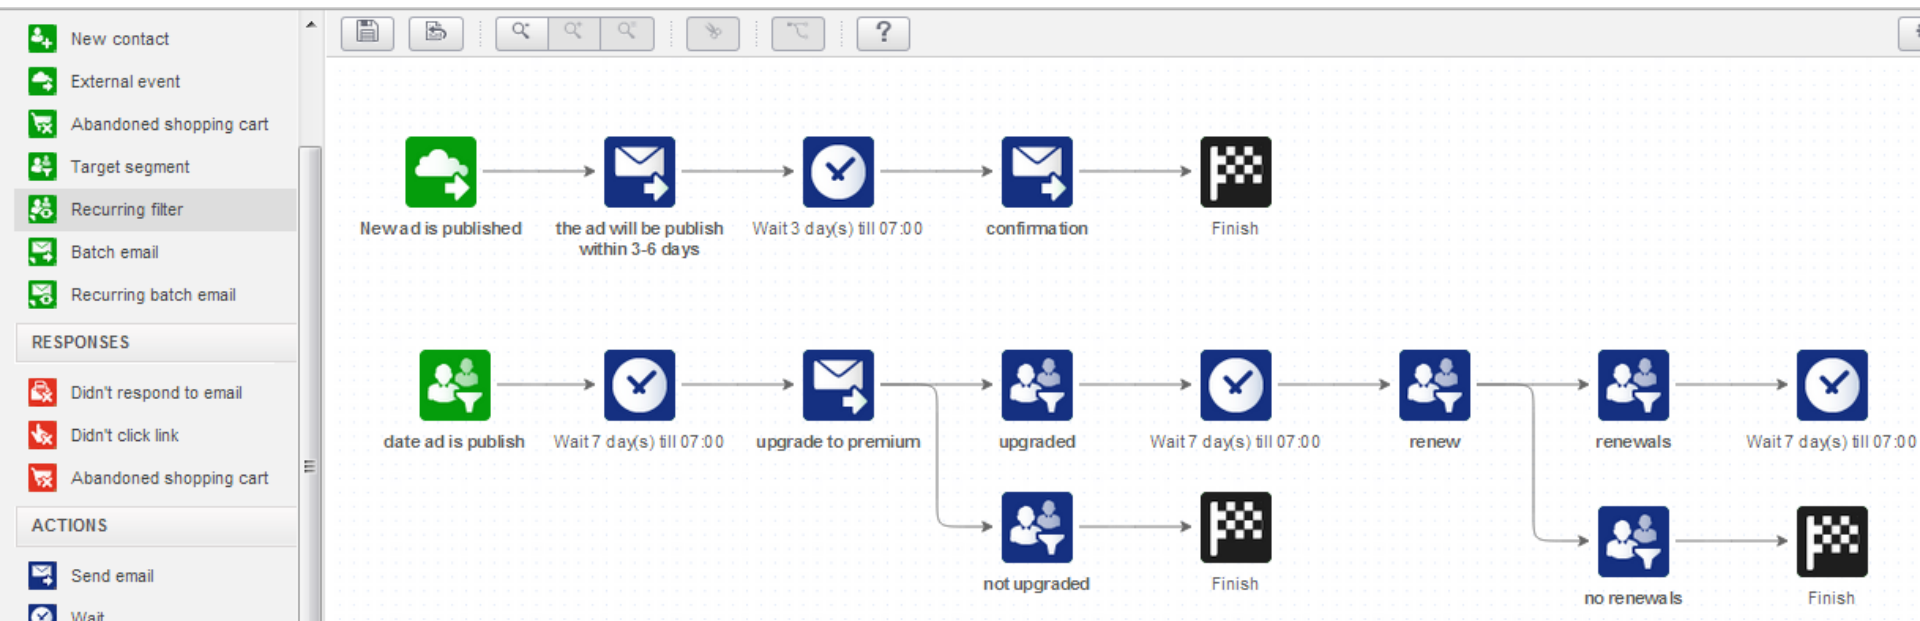 New contact
External event
Abandoned shopping cart
Target segment
Recurring filter
Batch email
Recurring batch email
RESPONSES
Didn't respond to email
Didn't click link
Abandoned shopping cart
ACTIONS
Send email
Wait
?
New ad is published
the ad will be publish
within 3-6 days
Wait 3 day(s) till 07:00
confirmation
Finish
date ad is publish
Wait 7 day(s) till 07:00
upgrade to premium
upgraded
Wait 7 day(s) till 07:00
renew
renewals
Wait 7 day(s) till 07:00
not upgraded
Finish
no renewals
Finish